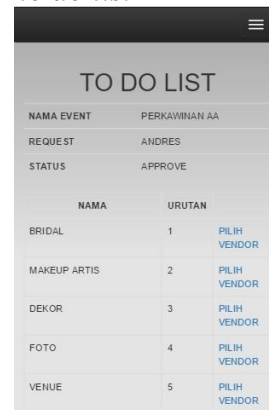 TO DO LIST
NAMA EVENT PERKAWINAN AA
REQUEST ANDRES
STATUS APPROVE
NAMA URUTAN
BRIDAL 1 PILIH VENDOR
MAKEUP ARTIS 2 PILIH VENDOR
DEKOR 3 PILIH VENDOR
FOTO 4 PILIH VENDOR
VENUE 5 PILIH VENDOR